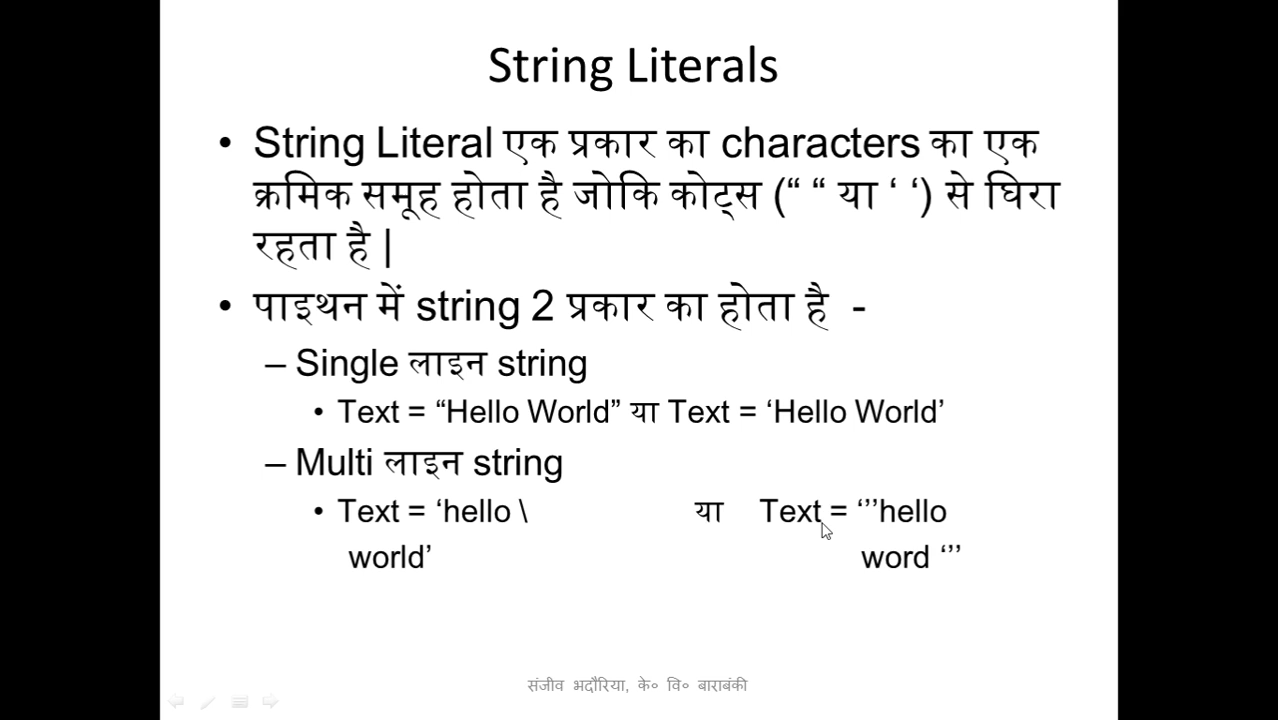 String Literals
• String Literal एक प्रकार का characters का एक
क्रमिक समूह होता है जोकि कोट्स (“ “ या ‘ ‘) से घिरा
रहता है |
• पाइथन में string 2 प्रकार का होता है -
– Single लाइन string
• Text = “Hello World” या Text = ‘Hello World’
– Multi लाइन string
• Text = ‘hello \ या Text = ‘’’hello
world’ word ‘’’
संजीव भदौरिया, के० वि० बाराबंकी